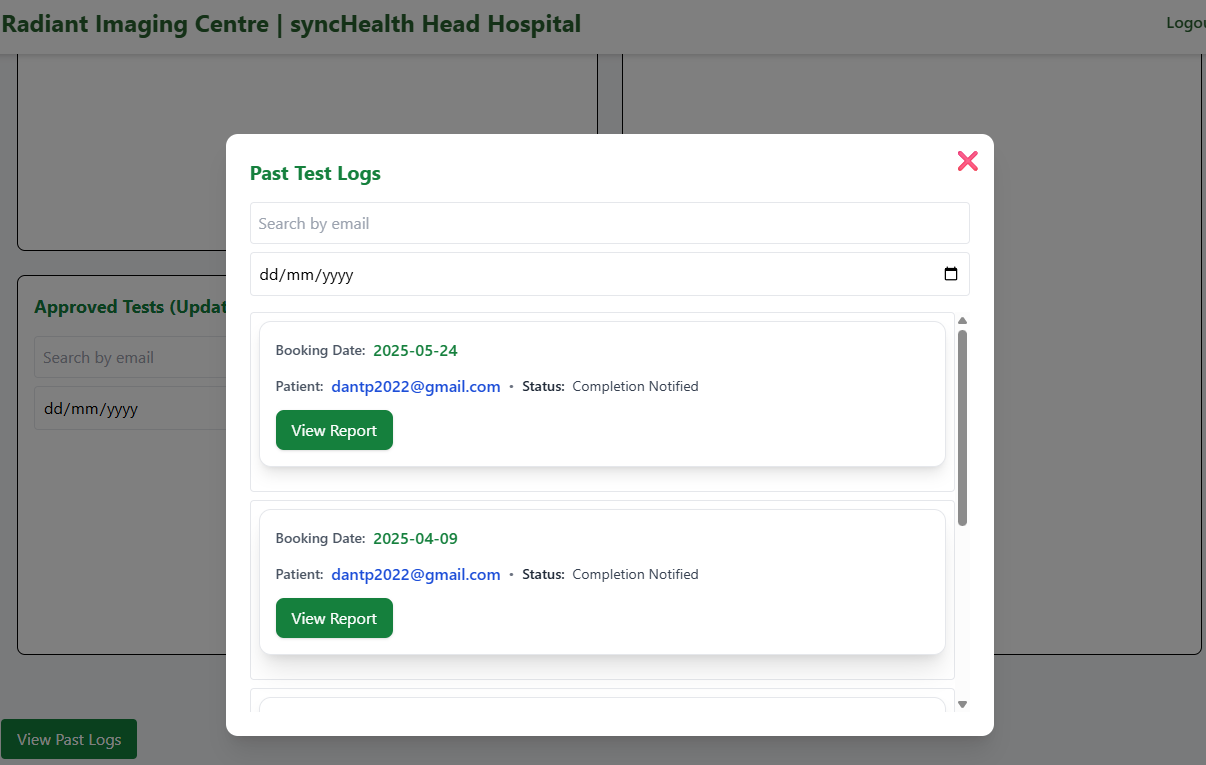 Radiant Imaging Centre | syncHealth Head Hospital
Past Test Logs
Search by email
dd/mm/yyyy
Booking Date: 2025-05-24
Patient: dantp2022@gmail.com • Status: Completion Notified
View Report
Booking Date: 2025-04-09
Patient: dantp2022@gmail.com • Status: Completion Notified
View Report
Approved Tests
Search by email
dd/mm/yyyy
View Past Logs